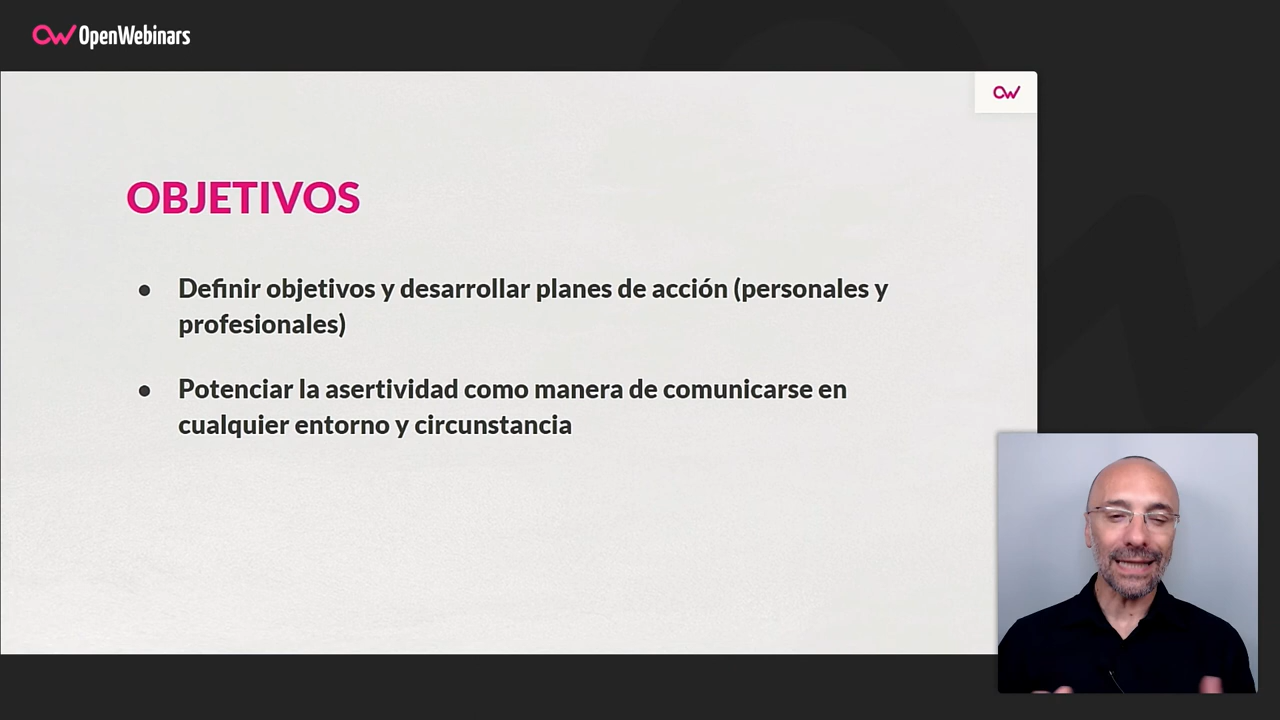 OpenWebinars
OBJETIVOS
● Definir objetivos y desarrollar planes de acción (personales y
profesionales)
● Potenciar la asertividad como manera de comunicarse en
cualquier entorno y circunstancia